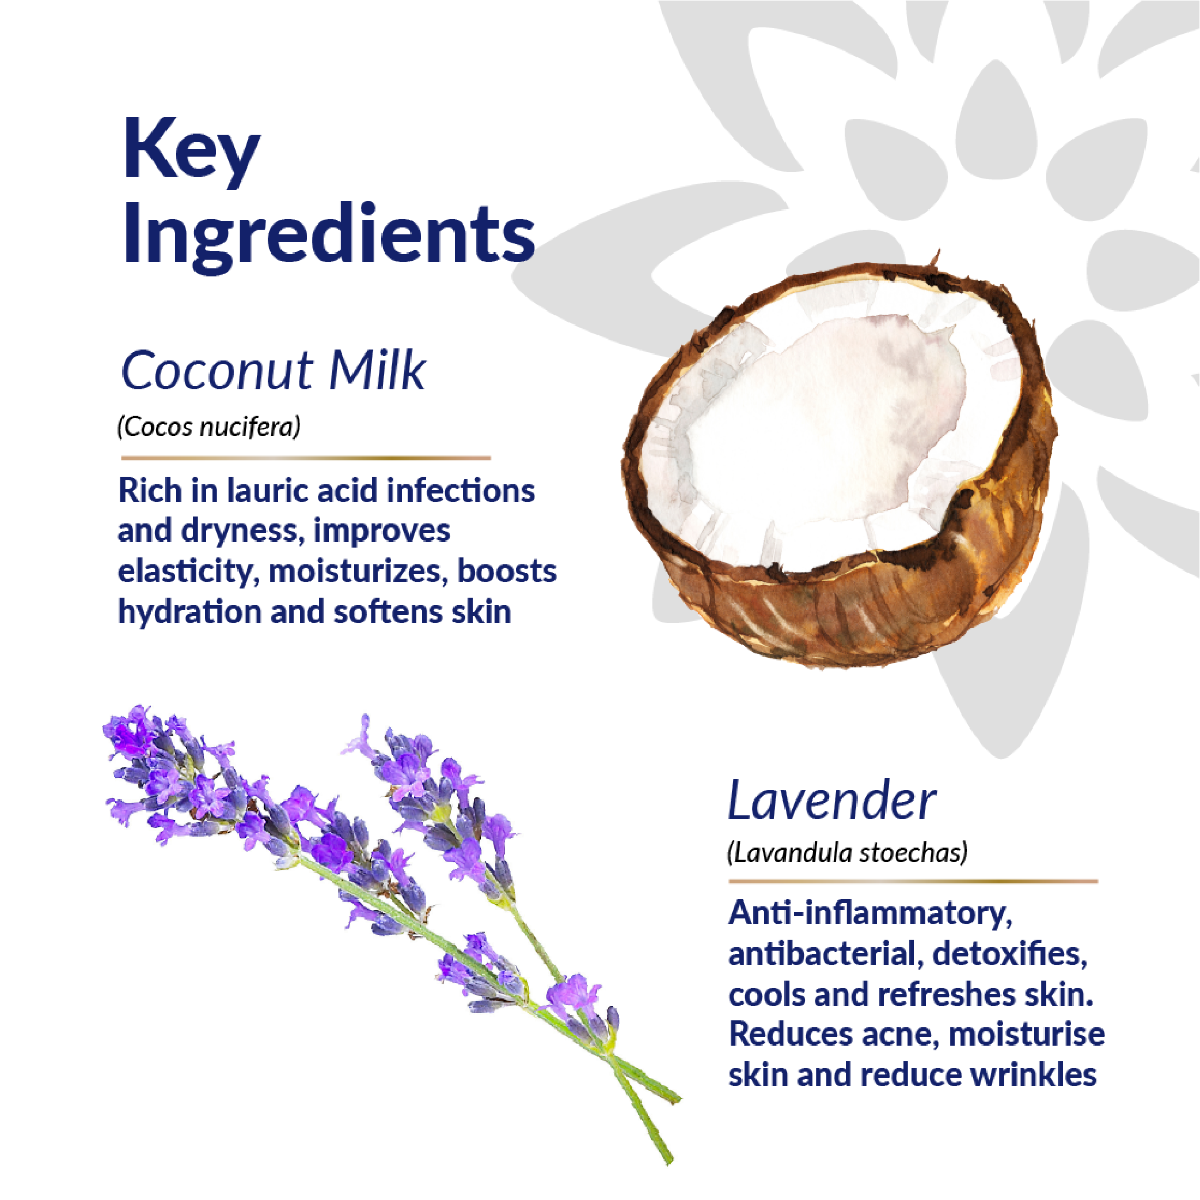 Key
Ingredients
Coconut Milk
(Cocos nucifera)
Rich in lauric acid infections
and dryness, improves
elasticity, moisturizes, boosts
hydration and softens skin
Lavender
(Lavandula stoechas)
Anti-inflammatory,
antibacterial, detoxifies,
cools and refreshes skin.
Reduces acne, moisturise
skin and reduce wrinkles